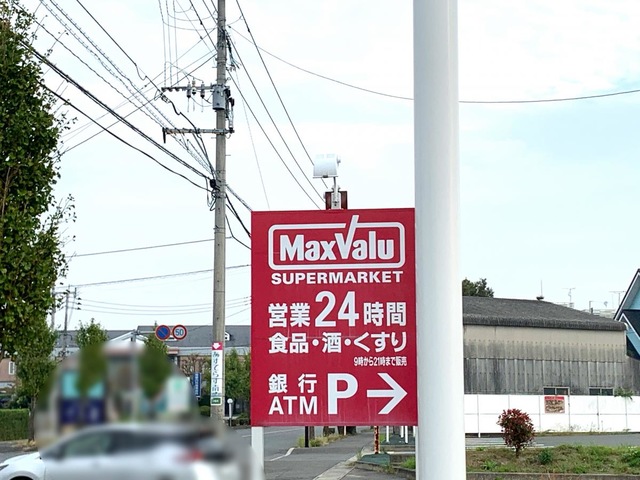 MaxValu
SUPERMARKET
営業24時間
食品・酒・くすり
9時から21時まで販売
銀行
ATM P→
50